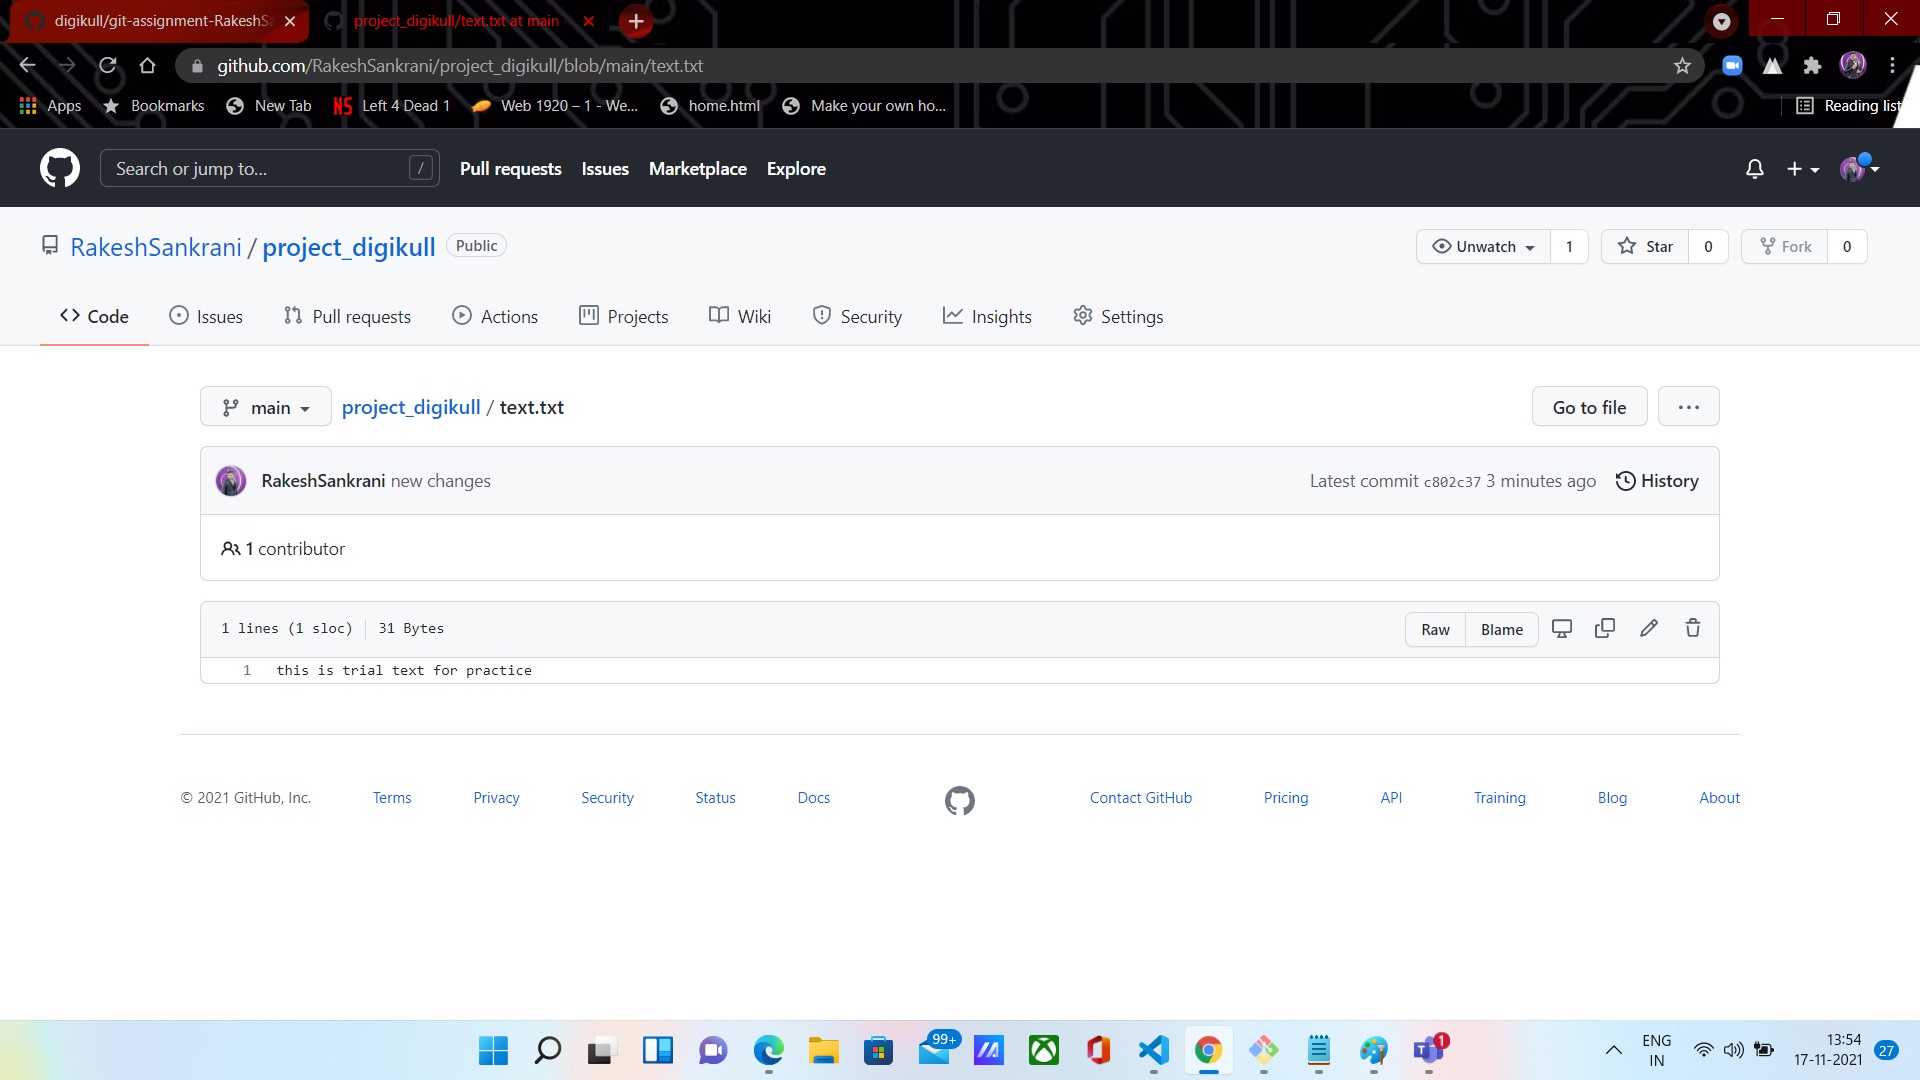 digikull/git-assignment-RakeshSa
project_digikull/text.txt at main
github.com/RakeshSankrani/project_digikull/blob/main/text.txt
Apps Bookmarks New Tab NS Left 4 Dead 1 Web 1920 – 1 - We... home.html Make your own ho... Reading list
Search or jump to... / Pull requests Issues Marketplace Explore
RakeshSankrani / project_digikull Public Unwatch 1 Star 0 Fork 0
Code Issues Pull requests Actions Projects Wiki Security Insights Settings
main project_digikull / text.txt Go to file
RakeshSankrani new changes Latest commit c802c37 3 minutes ago History
1 contributor
1 lines (1 sloc) 31 Bytes Raw Blame
1 this is trial text for practice
© 2021 GitHub, Inc. Terms Privacy Security Status Docs Contact GitHub Pricing API Training Blog About
99+ 1 ENG 13:54
IN 17-11-2021 27